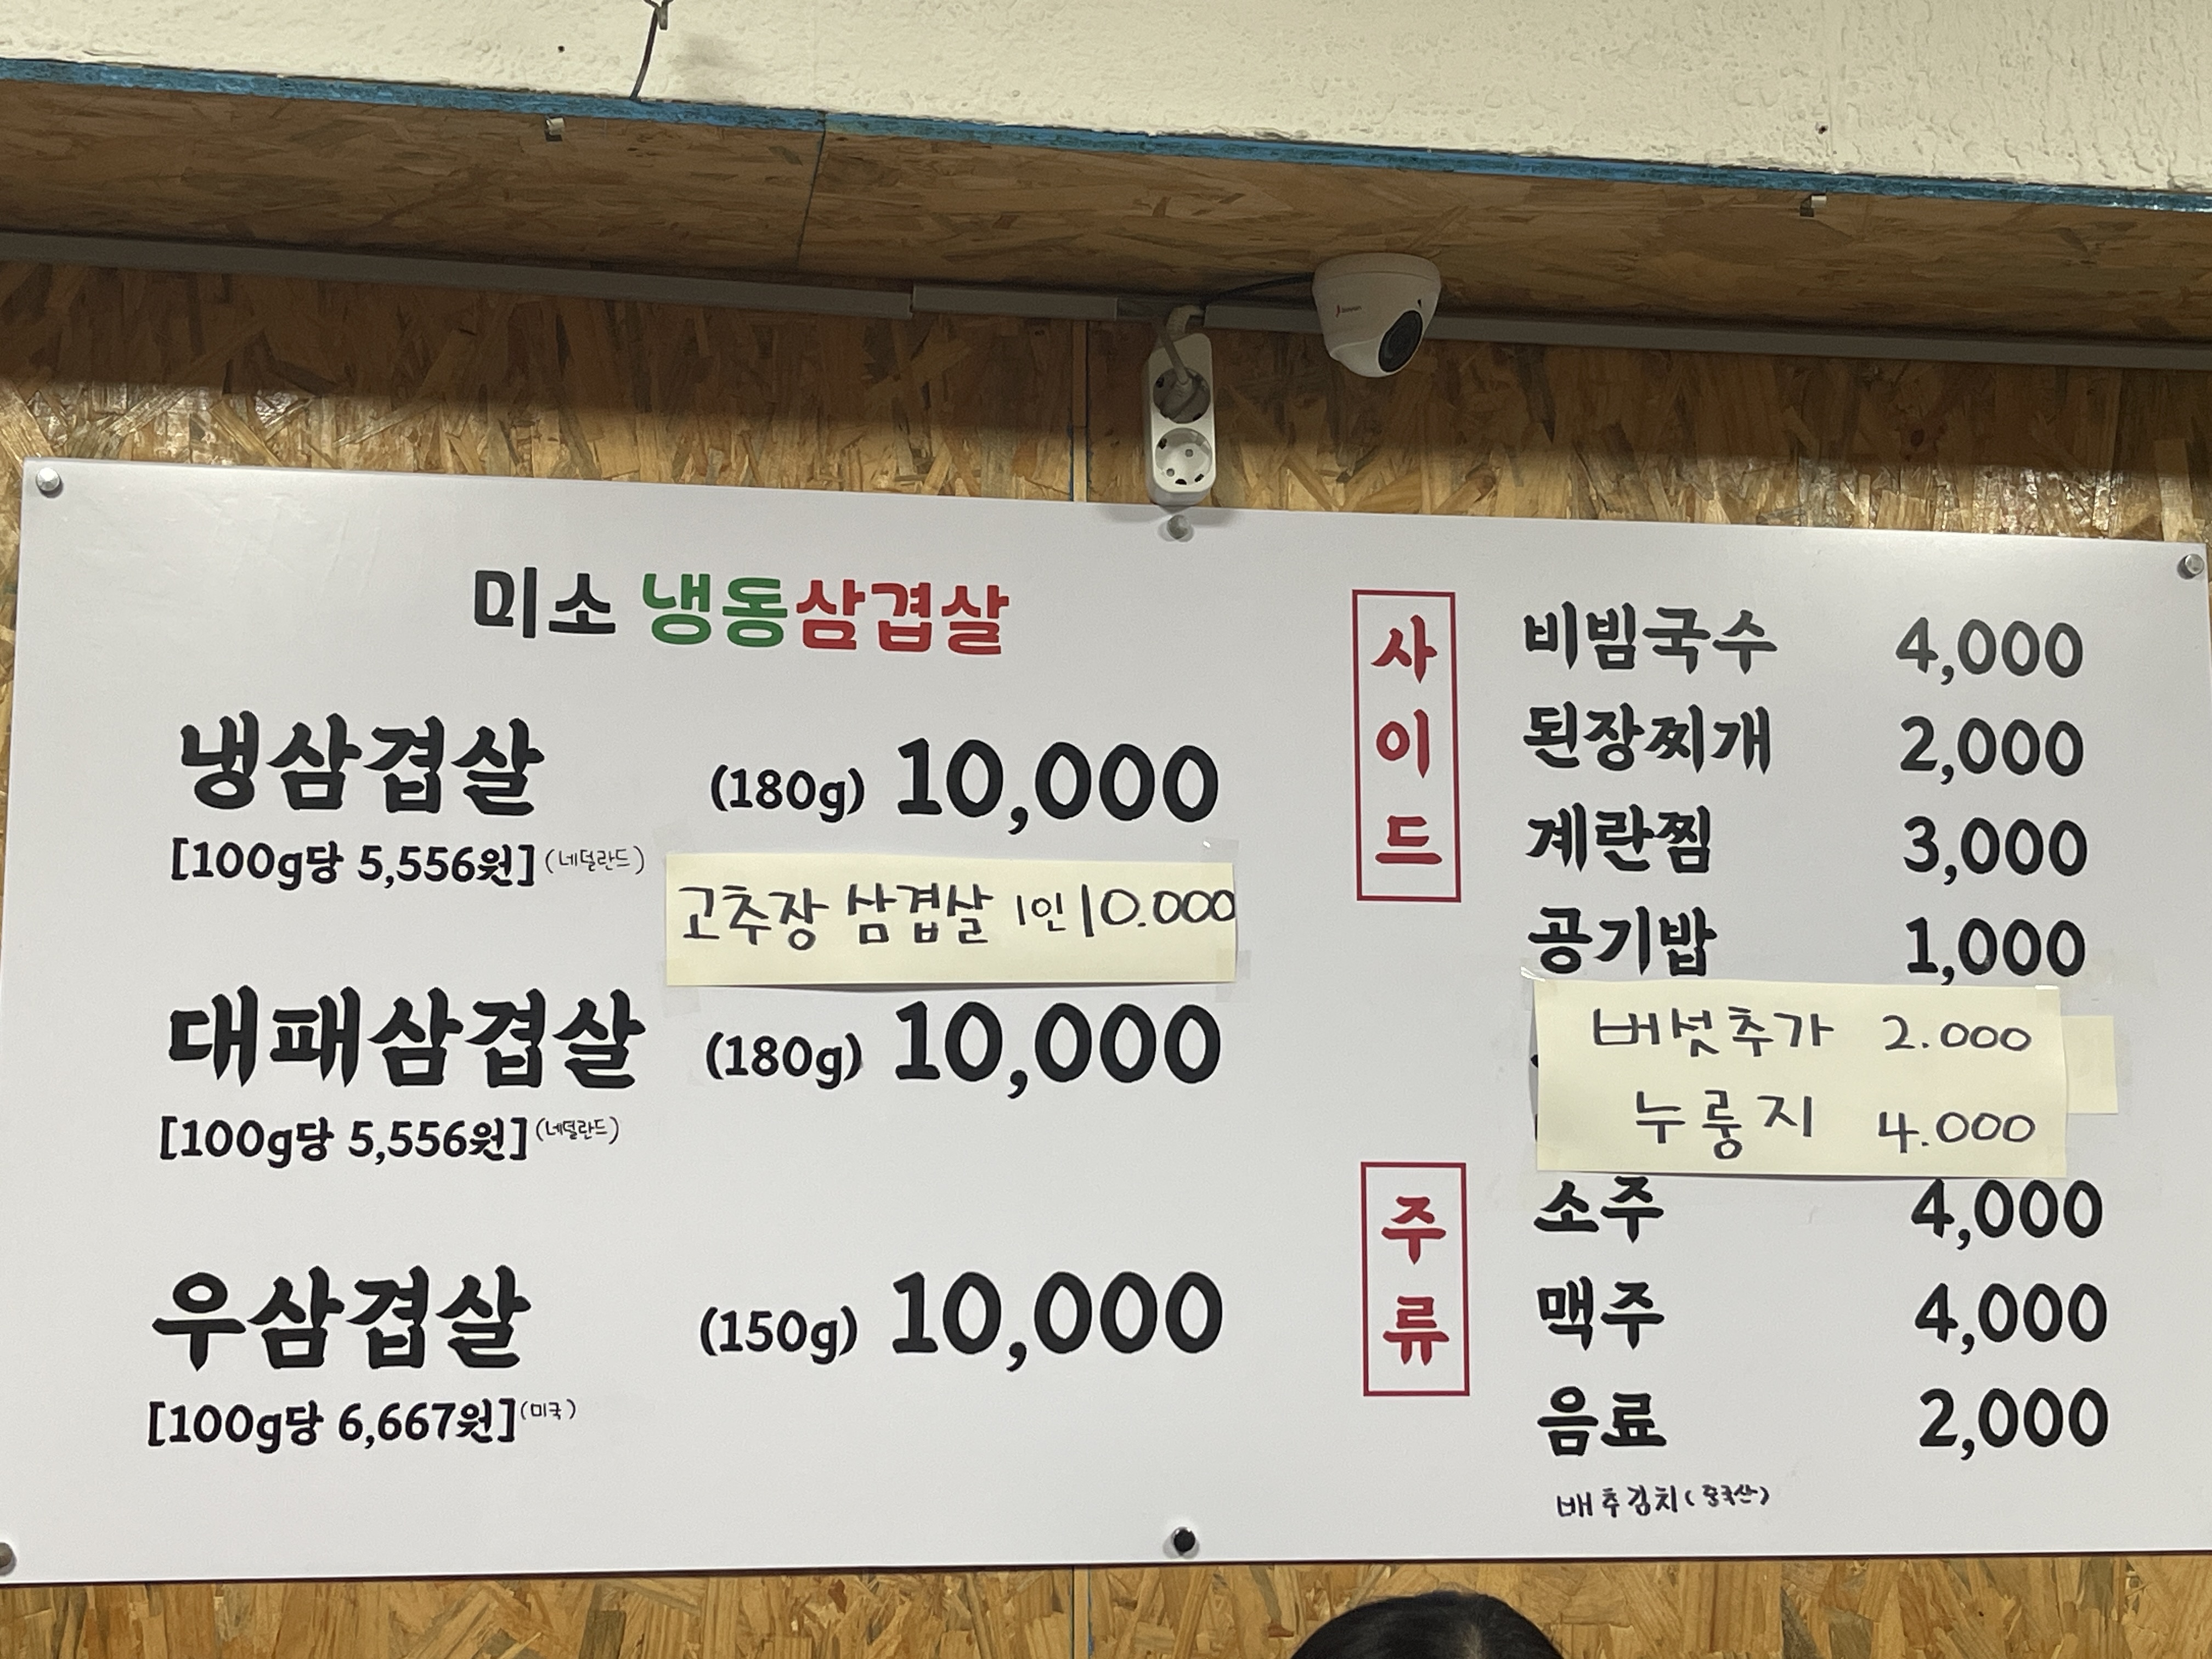 미소 냉동삼겹살
냉삼겹살 (180g) 10,000
[100g당 5,556원] (네덜란드)
고추장 삼겹살 1인 10.000
대패삼겹살 (180g) 10,000
[100g당 5,556원] (네덜란드)
우삼겹살 (150g) 10,000
[100g당 6,667원] (미국)
사이드
비빔국수 4,000
된장찌개 2,000
계란찜 3,000
공기밥 1,000
버섯추가 2.000
누룽지 4.000
주류
소주 4,000
맥주 4,000
음료 2,000
배추김치 (중국산)